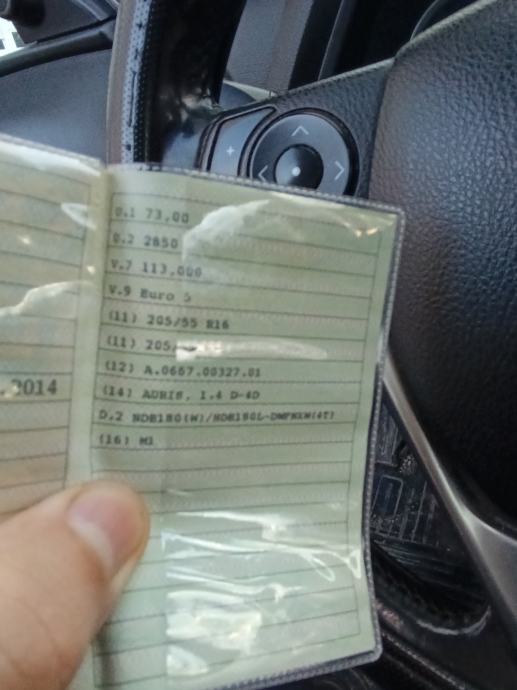 .2014
U.1 73,00
U.2 2850
V.7 113,000
V.9 Euro 5
(11) 205/55 R16
(11) 205/
(12) A.0667.00327.01
(14) AURIS, 1.4 D-4D
D.2 NDE180(W)/NDE180L-DWFNXW(4T)
(16) M1
+